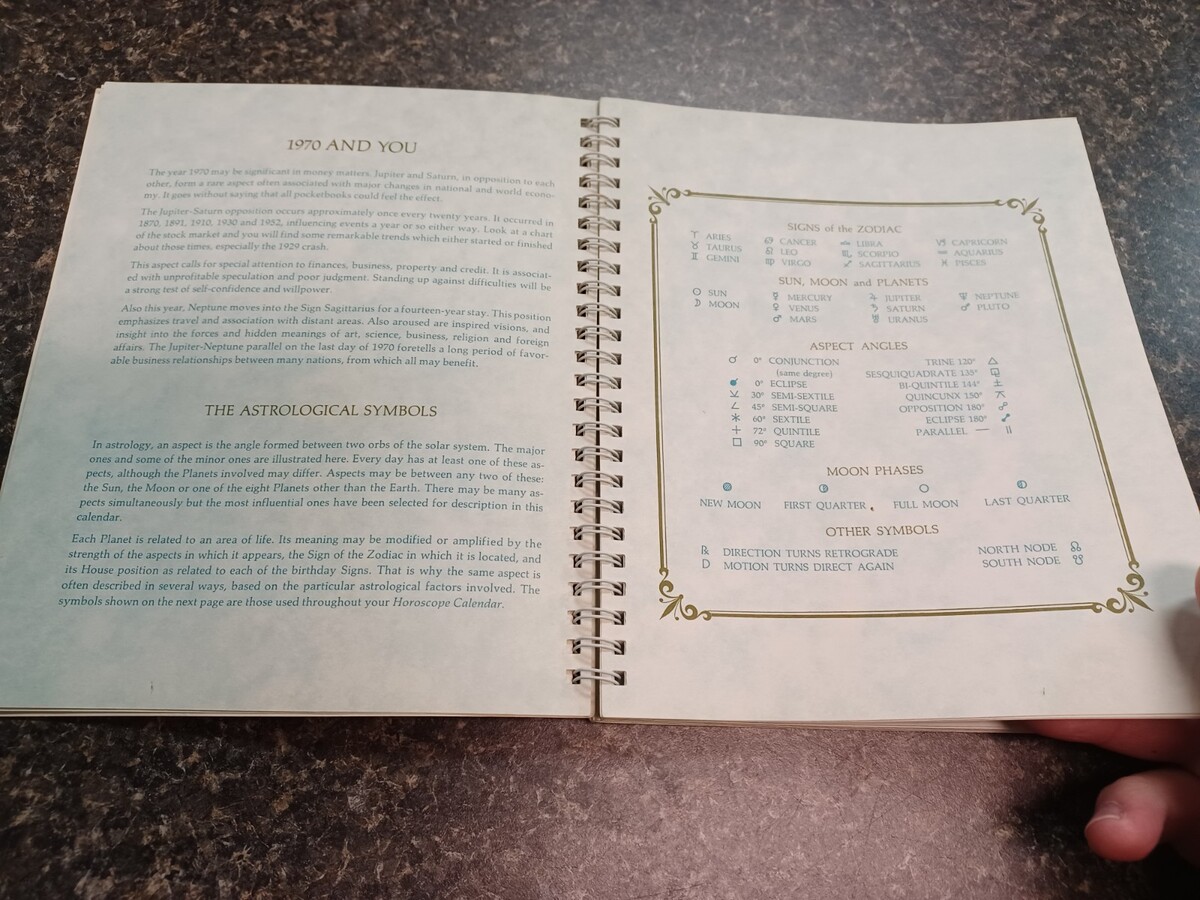 1970 AND YOU
The year 1970 may be significant in money matters. Jupiter and Saturn, in opposition to each
other, form a rare aspect often associated with major changes in national and world econo-
my. It goes without saying that all pocketbooks could feel the effect.
The Jupiter-Saturn opposition occurs approximately once every twenty years. It occurred in
1870, 1891, 1910, 1930 and 1952, influencing events a year or so either way. Look at a chart
of the stock market and you will find some remarkable trends which either started or finished
about those times, especially the 1929 crash.
This aspect calls for special attention to finances, business, property and credit. It is associat-
ed with unprofitable speculation and poor judgment. Standing up against difficulties will be
a strong test of self-confidence and willpower.
Also this year, Neptune moves into the Sign Sagittarius for a fourteen-year stay. This position
emphasizes travel and association with distant areas. Also aroused are inspired visions, and
insight into the forces and hidden meanings of art, science, business, religion and foreign
affairs. The Jupiter-Neptune parallel on the last day of 1970 foretells a long period of favor-
able business relationships between many nations, from which all may benefit.
THE ASTROLOGICAL SYMBOLS
In astrology, an aspect is the angle formed between two orbs of the solar system. The major
ones and some of the minor ones are illustrated here. Every day has at least one of these as-
pects, although the Planets involved may differ. Aspects may be between any two of these:
the Sun, the Moon or one of the eight Planets other than the Earth. There may be many as-
pects simultaneously but the most influential ones have been selected for description in this
calendar.
Each Planet is related to an area of life. Its meaning may be modified or amplified by the
strength of the aspects in which it appears, the Sign of the Zodiac in which it is located, and
its House position as related to each of the birthday Signs. That is why the same aspect is
often described in several ways, based on the particular astrological factors involved. The
symbols shown on the next page are those used throughout your Horoscope Calendar.
SIGNS of the ZODIAC
♈ ARIES ♋ CANCER ♎ LIBRA ♑ CAPRICORN
♉ TAURUS ♌ LEO ♏ SCORPIO ♒ AQUARIUS
♊ GEMINI ♍ VIRGO ♐ SAGITTARIUS ♓ PISCES
SUN, MOON and PLANETS
☉ SUN ☿ MERCURY ♃ JUPITER ♆ NEPTUNE
☽ MOON ♀ VENUS ♄ SATURN ♂ PLUTO
♂ MARS ♅ URANUS
ASPECT ANGLES
☌ 0° CONJUNCTION TRINE 120° △
(same degree) SESQUIQUADRATE 135° ⚼
0° ECLIPSE BI-QUINTILE 144° ±
⚺ 30° SEMI-SEXTILE QUINCUNX 150° ⚻
∠ 45° SEMI-SQUARE OPPOSITION 180° ☍
⚹ 60° SEXTILE ECLIPSE 180°
+ 72° QUINTILE PARALLEL — ||
□ 90° SQUARE
MOON PHASES
NEW MOON FIRST QUARTER FULL MOON LAST QUARTER
OTHER SYMBOLS
℞ DIRECTION TURNS RETROGRADE NORTH NODE ☊
D MOTION TURNS DIRECT AGAIN SOUTH NODE ☋